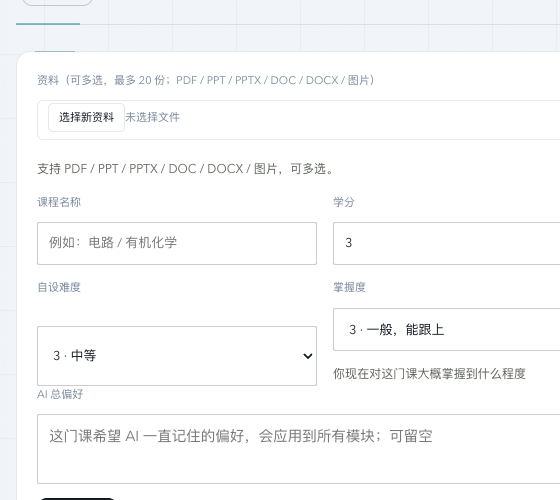 资料（可多选，最多 20 份；PDF / PPT / PPTX / DOC / DOCX / 图片）
选择新资料 未选择文件
支持 PDF / PPT / PPTX / DOC / DOCX / 图片，可多选。
课程名称 学分
例如：电路 / 有机化学 3
自设难度 掌握度
3 · 一般，能跟上
3 · 中等
你现在对这门课大概掌握到什么程度
AI 总偏好
这门课希望 AI 一直记住的偏好，会应用到所有模块；可留空